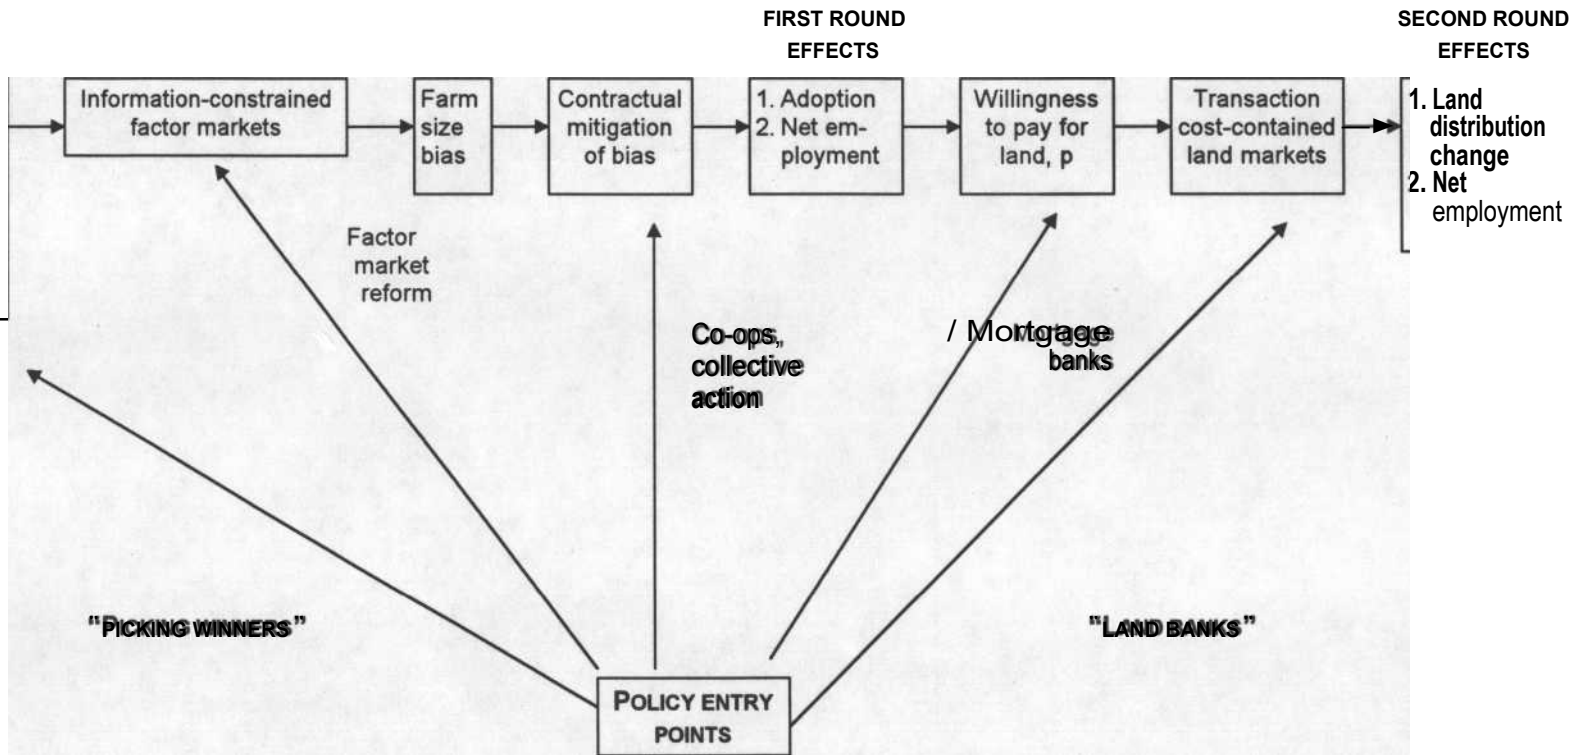 FIRST ROUND
EFFECTS
SECOND ROUND
EFFECTS
Information-constrained
factor markets
Farm
size
bias
Contractual
mitigation
of bias
1. Adoption
2. Net em-
ployment
Willingness
to pay for
land, p
Transaction
cost-contained
land markets
1. Land
distribution
change
2. Net
employment
Factor
market
reform
Co-ops,
collective
action
/ Mortgage
banks
"PICKING WINNERS"
"LAND BANKS"
POLICY ENTRY
POINTS